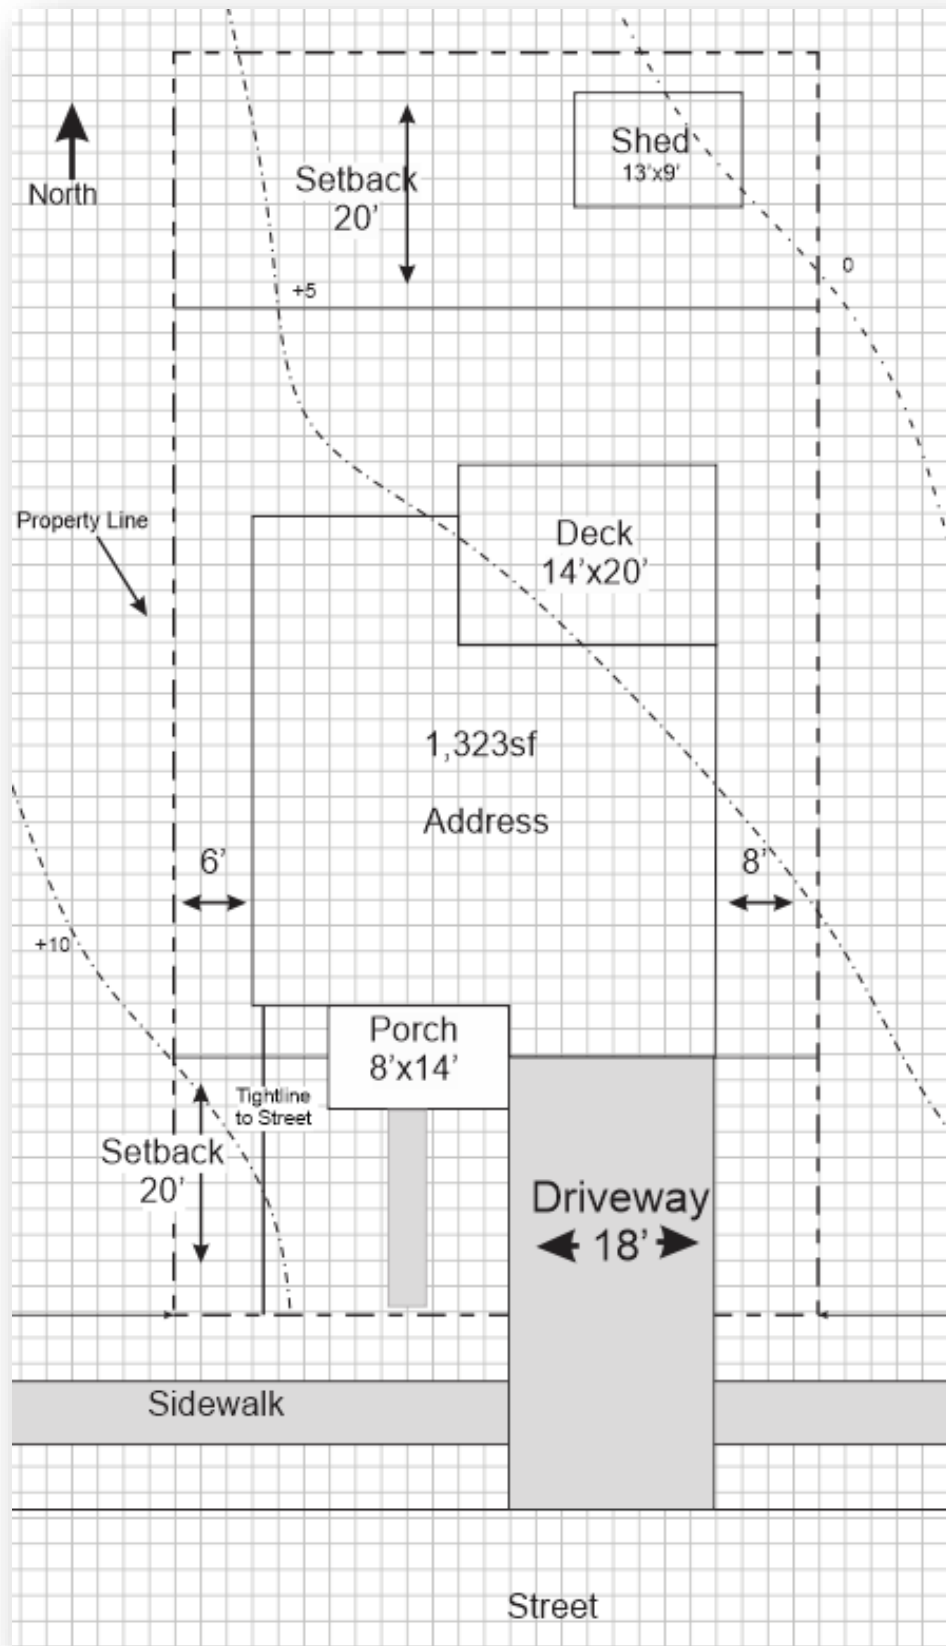 Shed
13'x9'
North
Setback
20'
0
+5
Property Line
Deck
14'x20'
1,323sf
Address
6'
8'
+10
Porch
8'x14'
Tightline
to Street
Setback
20'
Driveway
18'
Sidewalk
Street